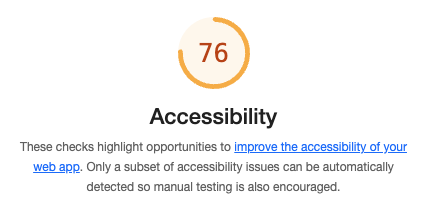 76
Accessibility
These checks highlight opportunities to improve the accessibility of your
web app. Only a subset of accessibility issues can be automatically
detected so manual testing is also encouraged.